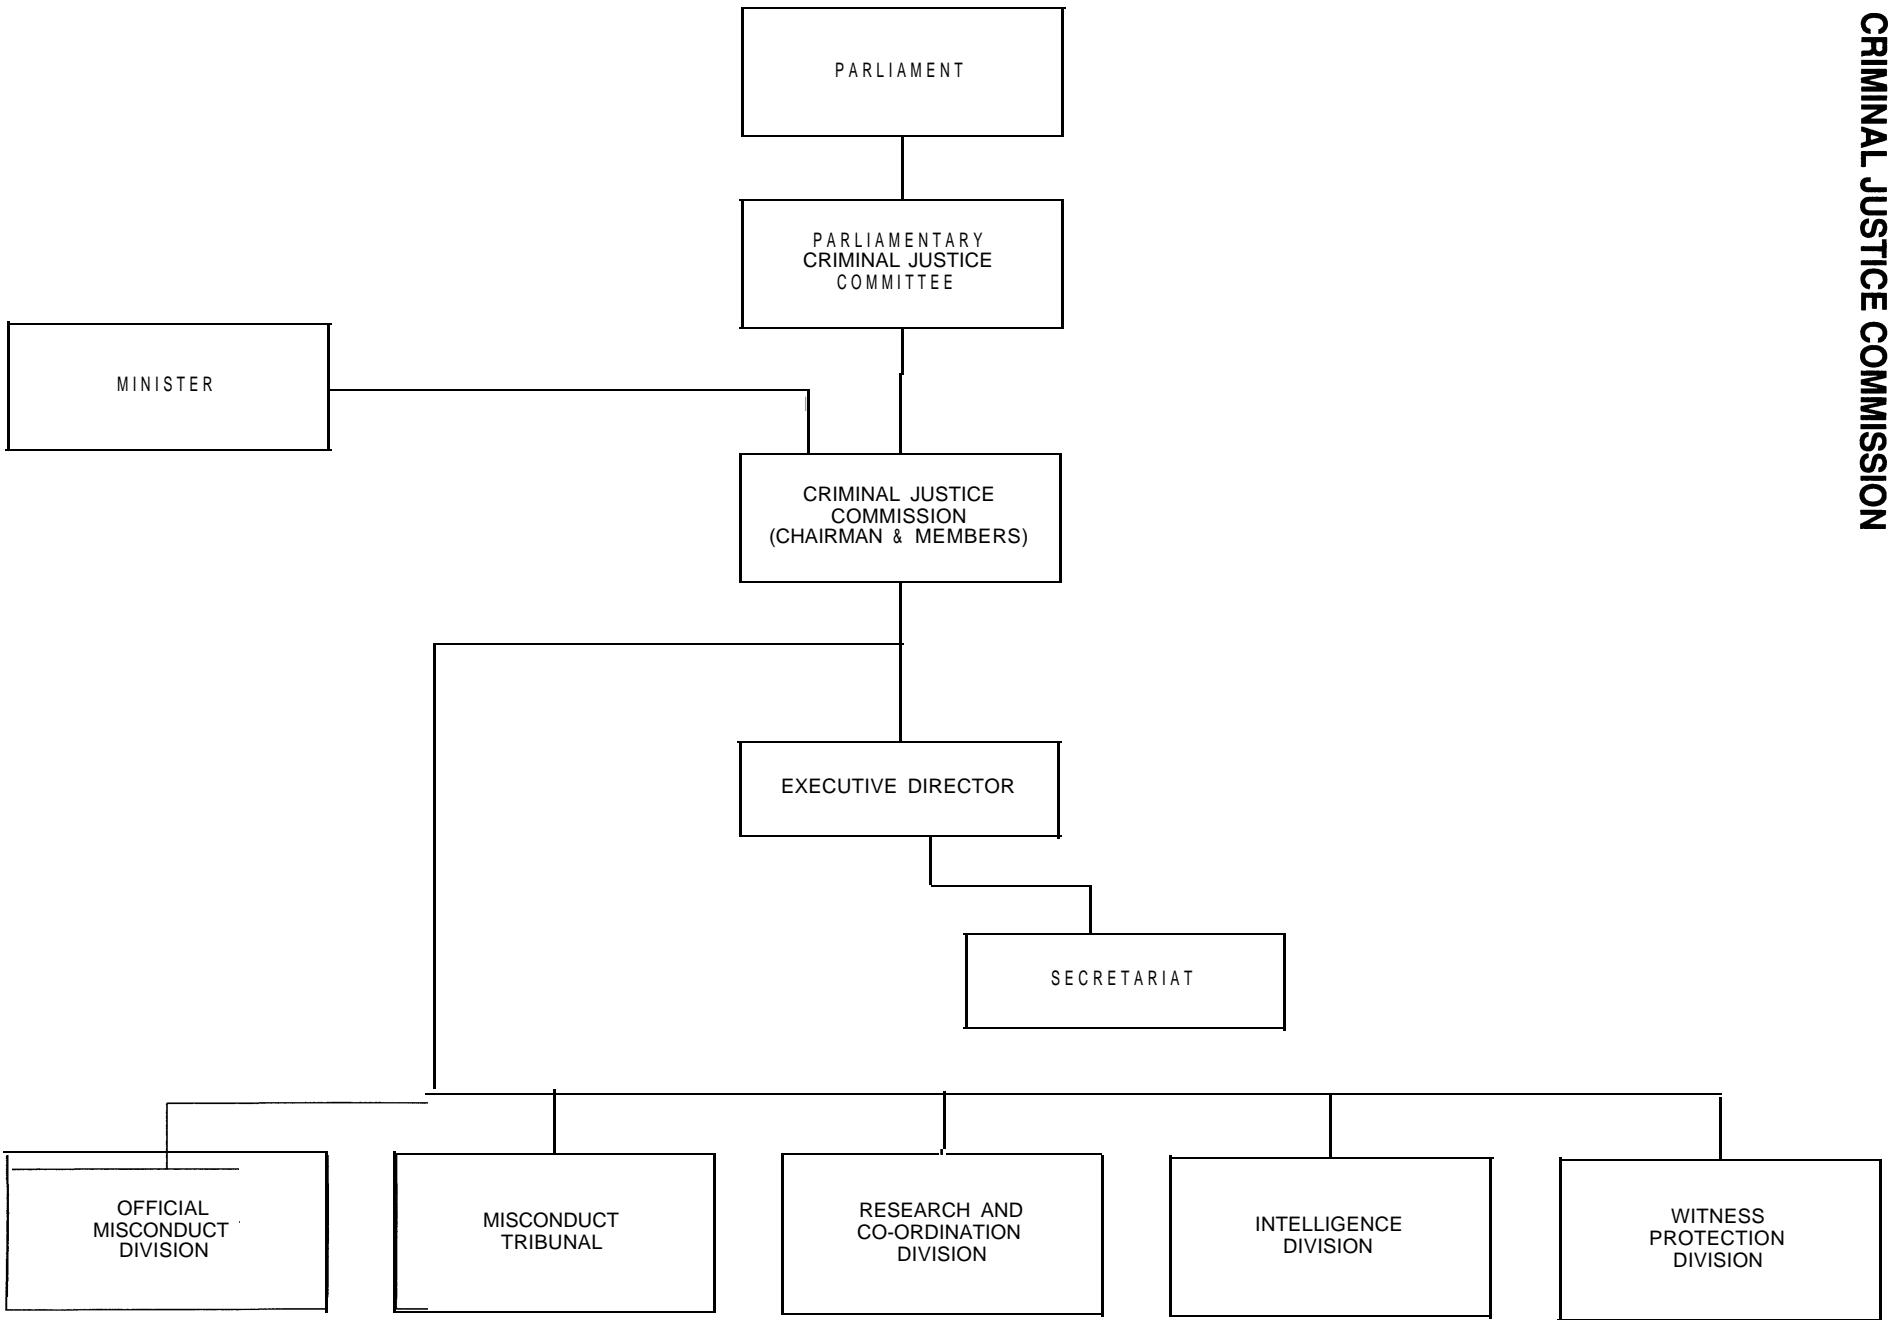 CRIMINAL JUSTICE COMMISSION
PARLIAMENT
PARLIAMENTARY
CRIMINAL JUSTICE
COMMITTEE
MINISTER
CRIMINAL JUSTICE
COMMISSION
(CHAIRMAN & MEMBERS)
EXECUTIVE DIRECTOR
SECRETARIAT
OFFICIAL
MISCONDUCT
DIVISION
MISCONDUCT
TRIBUNAL
RESEARCH AND
CO-ORDINATION
DIVISION
INTELLIGENCE
DIVISION
WITNESS
PROTECTION
DIVISION